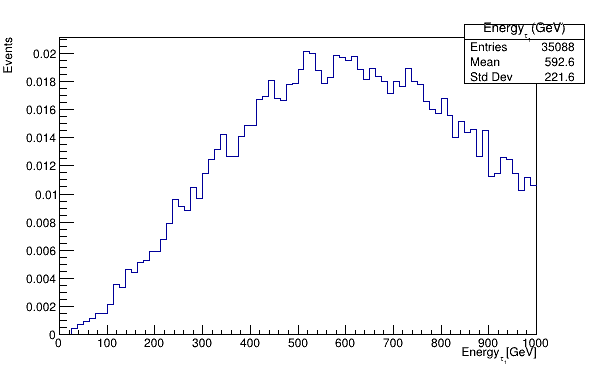 Energy_τ₁ (GeV)
Entries 35088
Mean 592.6
Std Dev 221.6
Events
0.02
0.018
0.016
0.014
0.012
0.01
0.008
0.006
0.004
0.002
0
0 100 200 300 400 500 600 700 800 900 1000
Energy_τ₁ [GeV]